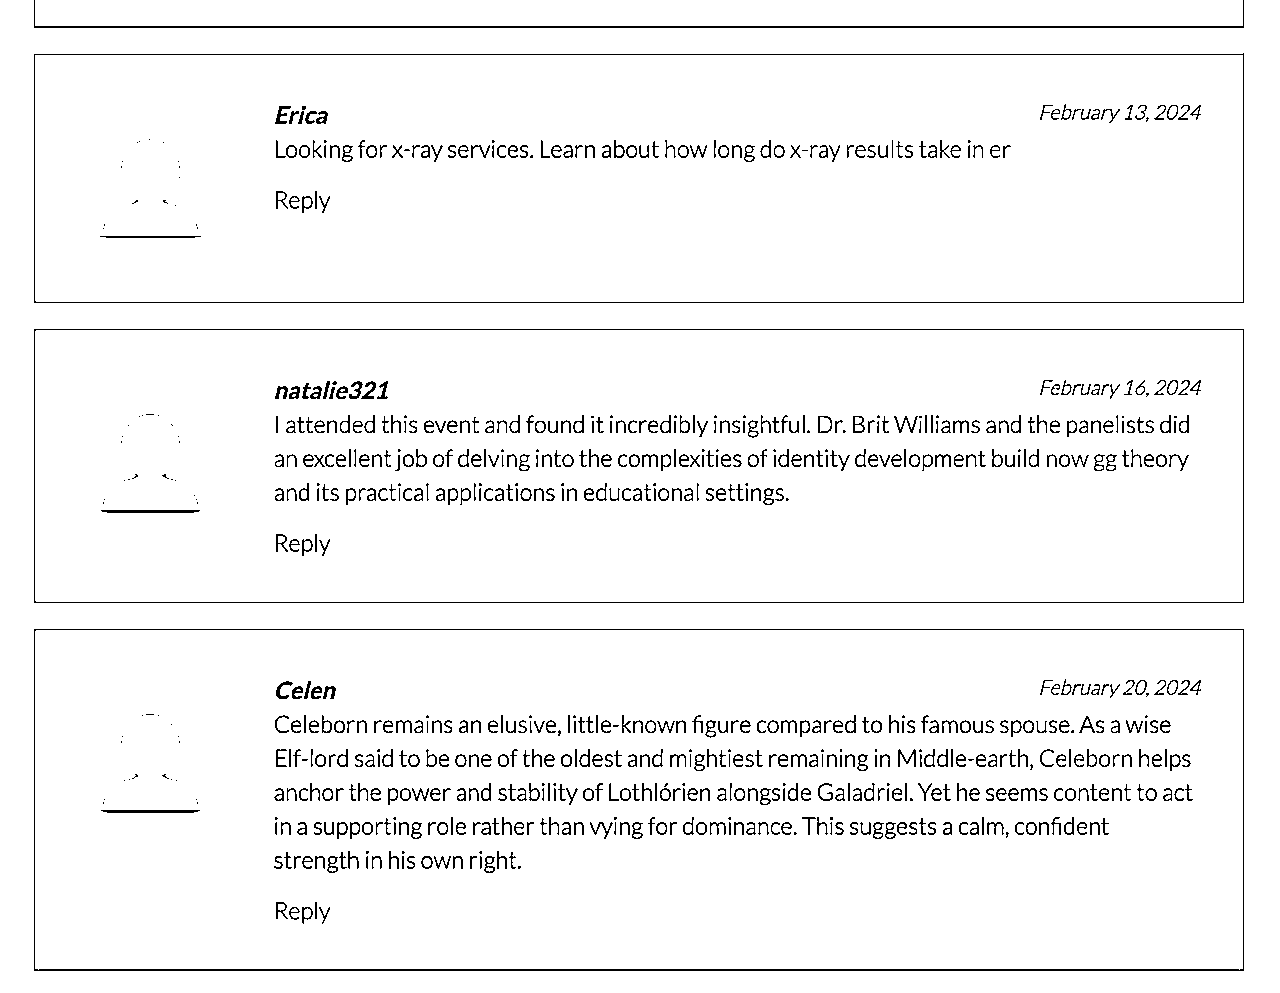 Erica
February 13, 2024
Looking for x-ray services. Learn about how long do x-ray results take in er
Reply
natalie321
February 16, 2024
I attended this event and found it incredibly insightful. Dr. Brit Williams and the panelists did
an excellent job of delving into the complexities of identity development build now gg theory
and its practical applications in educational settings.
Reply
Celen
February 20, 2024
Celeborn remains an elusive, little-known figure compared to his famous spouse. As a wise
Elf-lord said to be one of the oldest and mightiest remaining in Middle-earth, Celeborn helps
anchor the power and stability of Lothlórien alongside Galadriel. Yet he seems content to act
in a supporting role rather than vying for dominance. This suggests a calm, confident
strength in his own right.
Reply